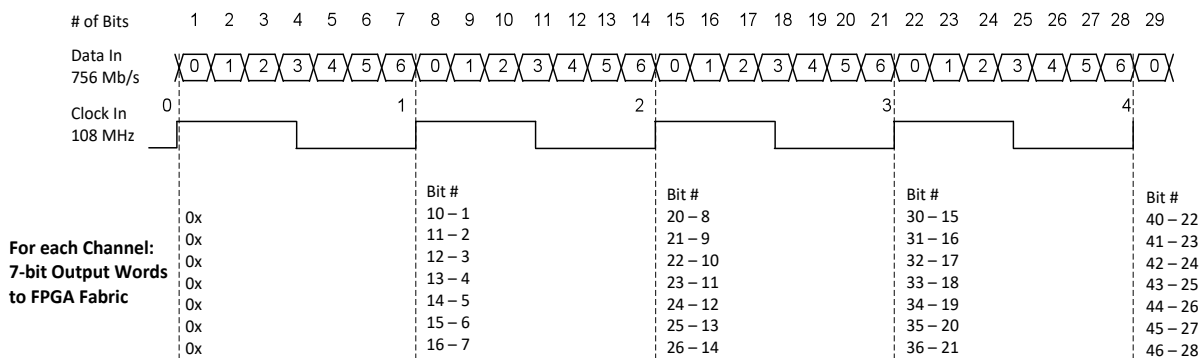 # of Bits 1 2 3 4 5 6 7 8 9 10 11 12 13 14 15 16 17 18 19 20 21 22 23 24 25 26 27 28 29
Data In
756 Mb/s
0 1 2 3 4 5 6 0 1 2 3 4 5 6 0 1 2 3 4 5 6 0 1 2 3 4 5 6 0
Clock In
108 MHz
0 1 2 3 4
For each Channel:
7-bit Output Words
to FPGA Fabric
0x
0x
0x
0x
0x
0x
0x
Bit #
10 – 1
11 – 2
12 – 3
13 – 4
14 – 5
15 – 6
16 – 7
Bit #
20 – 8
21 – 9
22 – 10
23 – 11
24 – 12
25 – 13
26 – 14
Bit #
30 – 15
31 – 16
32 – 17
33 – 18
34 – 19
35 – 20
36 – 21
Bit #
40 – 22
41 – 23
42 – 24
43 – 25
44 – 26
45 – 27
46 – 28